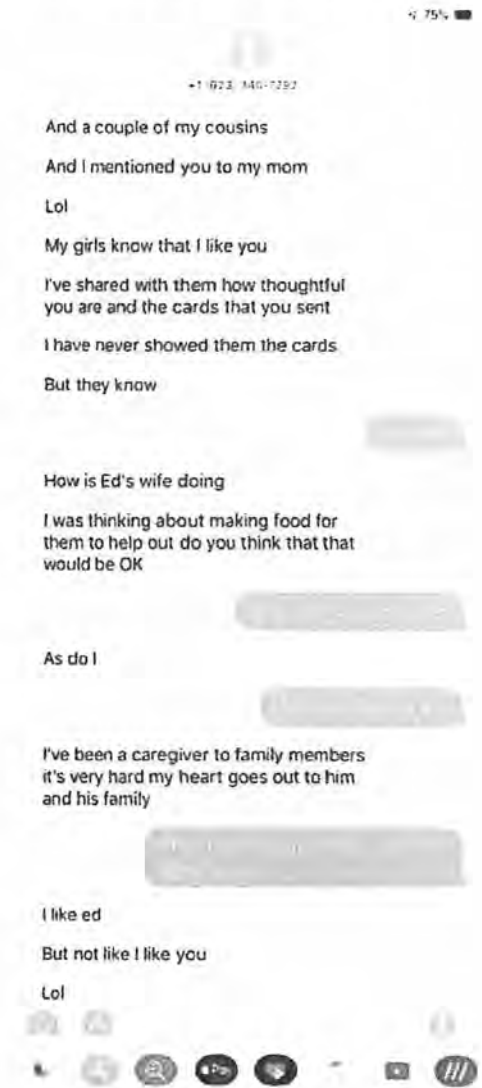 75%
And a couple of my cousins
And I mentioned you to my mom
Lol
My girls know that I like you
I've shared with them how thoughtful
you are and the cards that you sent
I have never showed them the cards
But they know
How is Ed's wife doing
I was thinking about making food for
them to help out do you think that that
would be OK
As do I
I've been a caregiver to family members
it's very hard my heart goes out to him
and his family
I like ed
But not like I like you
Lol